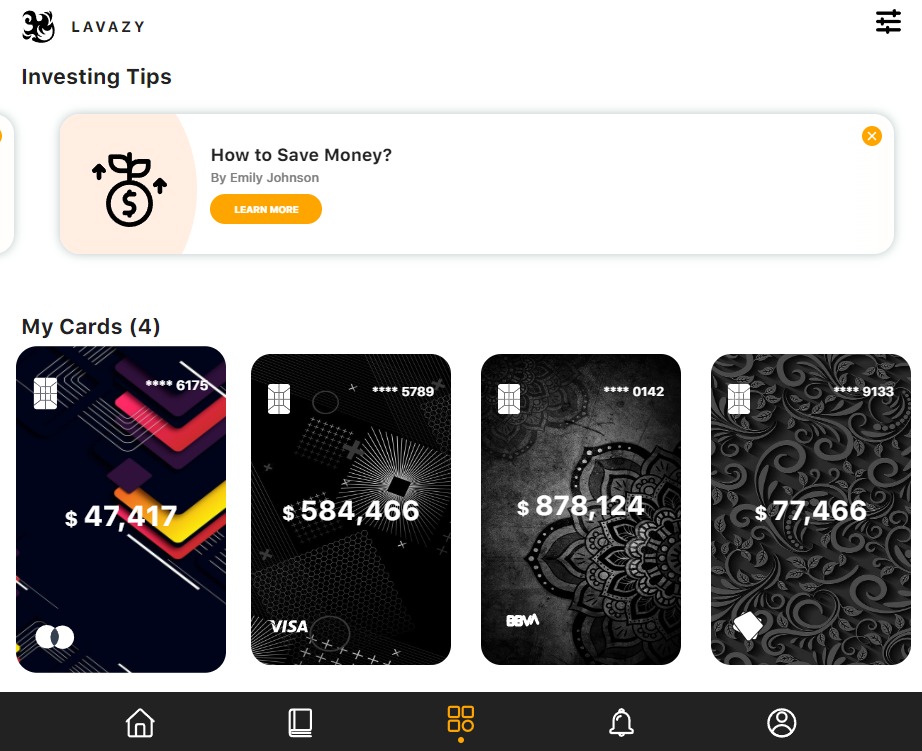 LAVAZY
Investing Tips
How to Save Money?
By Emily Johnson
LEARN MORE
My Cards (4)
**** 6175
$ 47,417
**** 5789
$ 584,466
VISA
**** 0142
$ 878,124
BBVA
**** 9133
$ 77,466